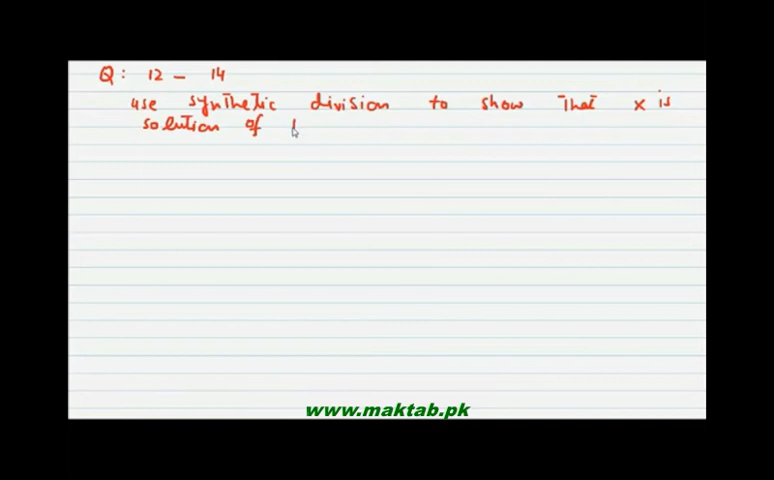 Q: 12 - 14
use synthetic division to show that x is
solution of
www.maktab.pk